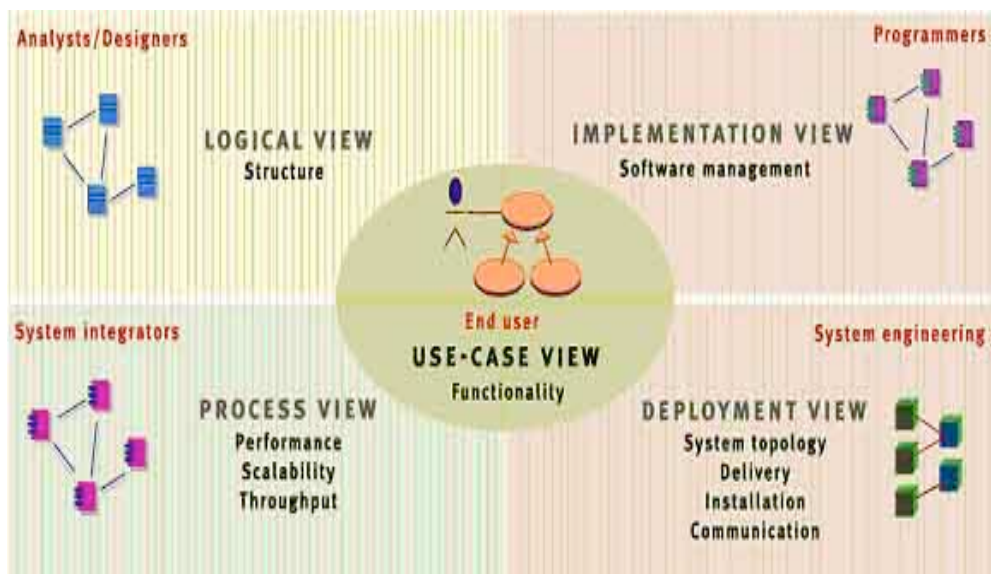 Analysts/Designers
LOGICAL VIEW
Structure
Programmers
IMPLEMENTATION VIEW
Software management
End user
USE-CASE VIEW
Functionality
System integrators
PROCESS VIEW
Performance
Scalability
Throughput
System engineering
DEPLOYMENT VIEW
System topology
Delivery
Installation
Communication